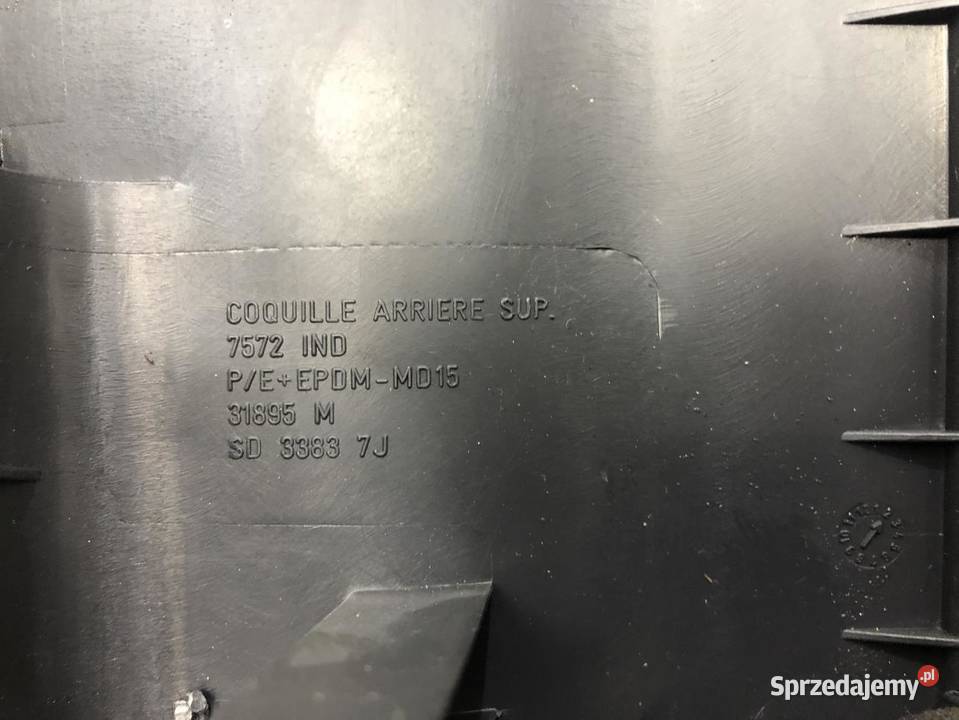 COQUILLE ARRIERE SUP.
7572 IND
P/E+EPDM-MD15
31895 M
SD 3383 7J
Sprzedajemy.pl